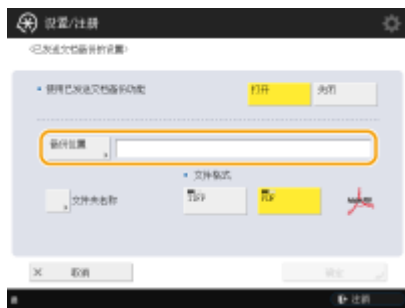 设置/注册
<已发送文档备份的设置>
使用已发送文档备份功能
打开
关闭
备份位置
文件格式
文件夹名称
TIFF
PDF
取消
确定
注销